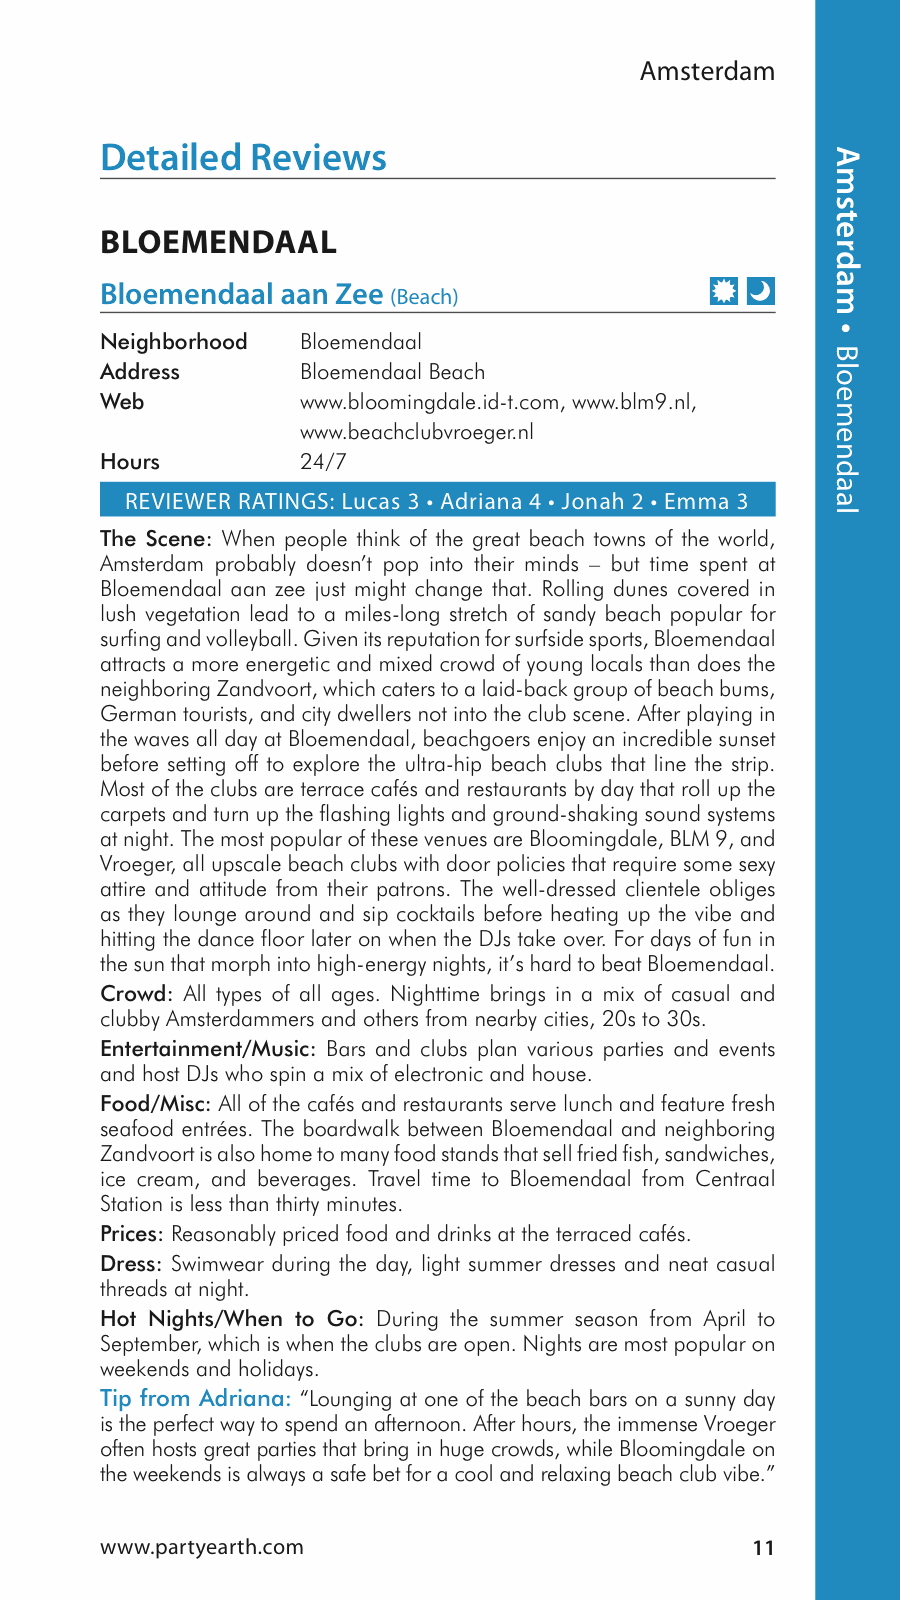 Amsterdam
Detailed Reviews
BLOEMENDAAL
Bloemendaal aan Zee (Beach)
Neighborhood Bloemendaal
Address Bloemendaal Beach
Web www.bloomingdale.id-t.com, www.blm9.nl,
www.beachclubvroeger.nl
Hours 24/7
REVIEWER RATINGS: Lucas 3 • Adriana 4 • Jonah 2 • Emma 3
The Scene: When people think of the great beach towns of the world,
Amsterdam probably doesn’t pop into their minds – but time spent at
Bloemendaal aan zee just might change that. Rolling dunes covered in
lush vegetation lead to a miles-long stretch of sandy beach popular for
surfing and volleyball. Given its reputation for surfside sports, Bloemendaal
attracts a more energetic and mixed crowd of young locals than does the
neighboring Zandvoort, which caters to a laid-back group of beach bums,
German tourists, and city dwellers not into the club scene. After playing in
the waves all day at Bloemendaal, beachgoers enjoy an incredible sunset
before setting off to explore the ultra-hip beach clubs that line the strip.
Most of the clubs are terrace cafés and restaurants by day that roll up the
carpets and turn up the flashing lights and ground-shaking sound systems
at night. The most popular of these venues are Bloomingdale, BLM 9, and
Vroeger, all upscale beach clubs with door policies that require some sexy
attire and attitude from their patrons. The well-dressed clientele obliges
as they lounge around and sip cocktails before heating up the vibe and
hitting the dance floor later on when the DJs take over. For days of fun in
the sun that morph into high-energy nights, it’s hard to beat Bloemendaal.
Crowd: All types of all ages. Nighttime brings in a mix of casual and
clubby Amsterdammers and others from nearby cities, 20s to 30s.
Entertainment/Music: Bars and clubs plan various parties and events
and host DJs who spin a mix of electronic and house.
Food/Misc: All of the cafés and restaurants serve lunch and feature fresh
seafood entrées. The boardwalk between Bloemendaal and neighboring
Zandvoort is also home to many food stands that sell fried fish, sandwiches,
ice cream, and beverages. Travel time to Bloemendaal from Centraal
Station is less than thirty minutes.
Prices: Reasonably priced food and drinks at the terraced cafés.
Dress: Swimwear during the day, light summer dresses and neat casual
threads at night.
Hot Nights/When to Go: During the summer season from April to
September, which is when the clubs are open. Nights are most popular on
weekends and holidays.
Tip from Adriana: “Lounging at one of the beach bars on a sunny day
is the perfect way to spend an afternoon. After hours, the immense Vroeger
often hosts great parties that bring in huge crowds, while Bloomingdale on
the weekends is always a safe bet for a cool and relaxing beach club vibe.”
www.partyearth.com 11
Amsterdam • Bloemendaal